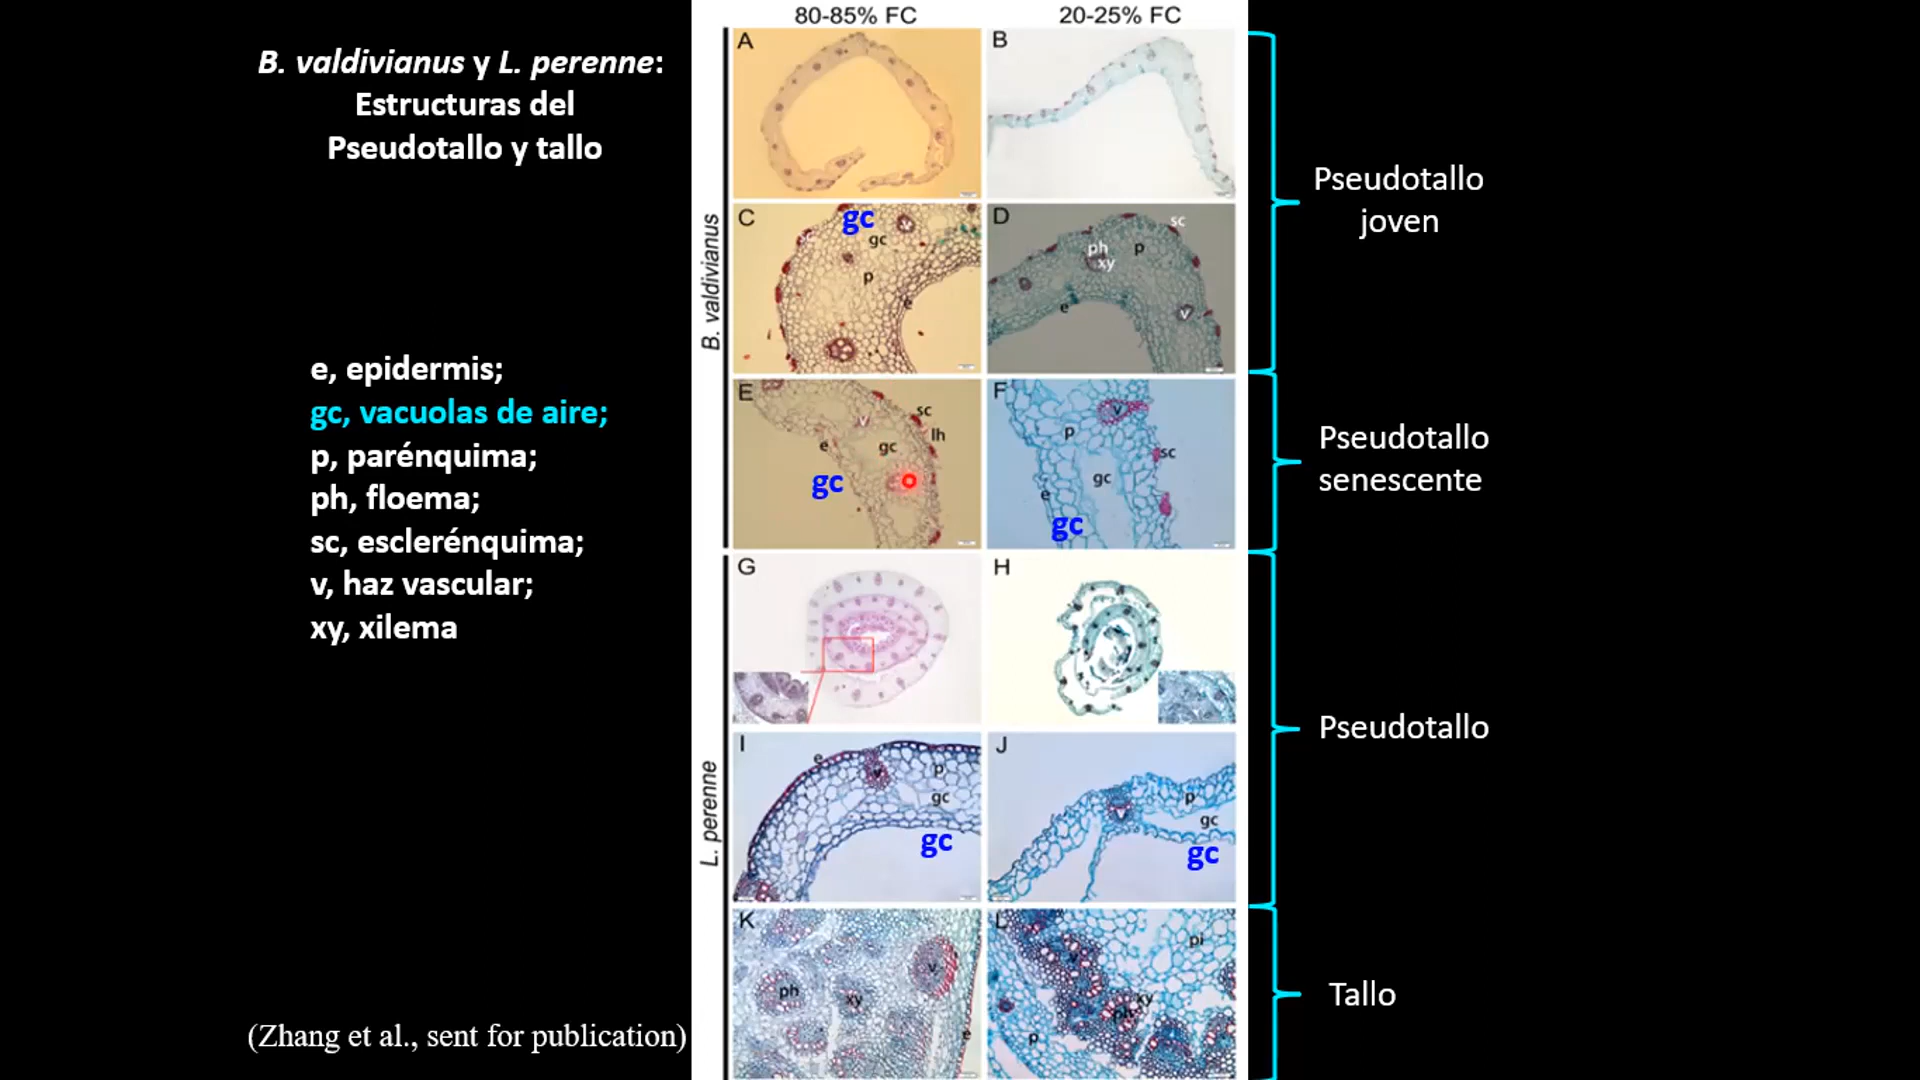 B. valdivianus y L. perenne:
Estructuras del
Pseudotallo y tallo
e, epidermis;
gc, vacuolas de aire;
p, parénquima;
ph, floema;
sc, esclerénquima;
v, haz vascular;
xy, xilema
(Zhang et al., sent for publication)
80-85% FC
20-25% FC
B. valdivianus
L. perenne
A
B
C
sc
gc
gc
v
p
e
D
sc
ph
xy
p
e
v
E
v
sc
lh
e
gc
gc
F
v
p
sc
gc
e
gc
G
H
I
e
v
p
gc
gc
J
p
v
gc
gc
K
v
ph
xy
e
L
pi
v
xy
ph
p
Pseudotallo
joven
Pseudotallo
senescente
Pseudotallo
Tallo